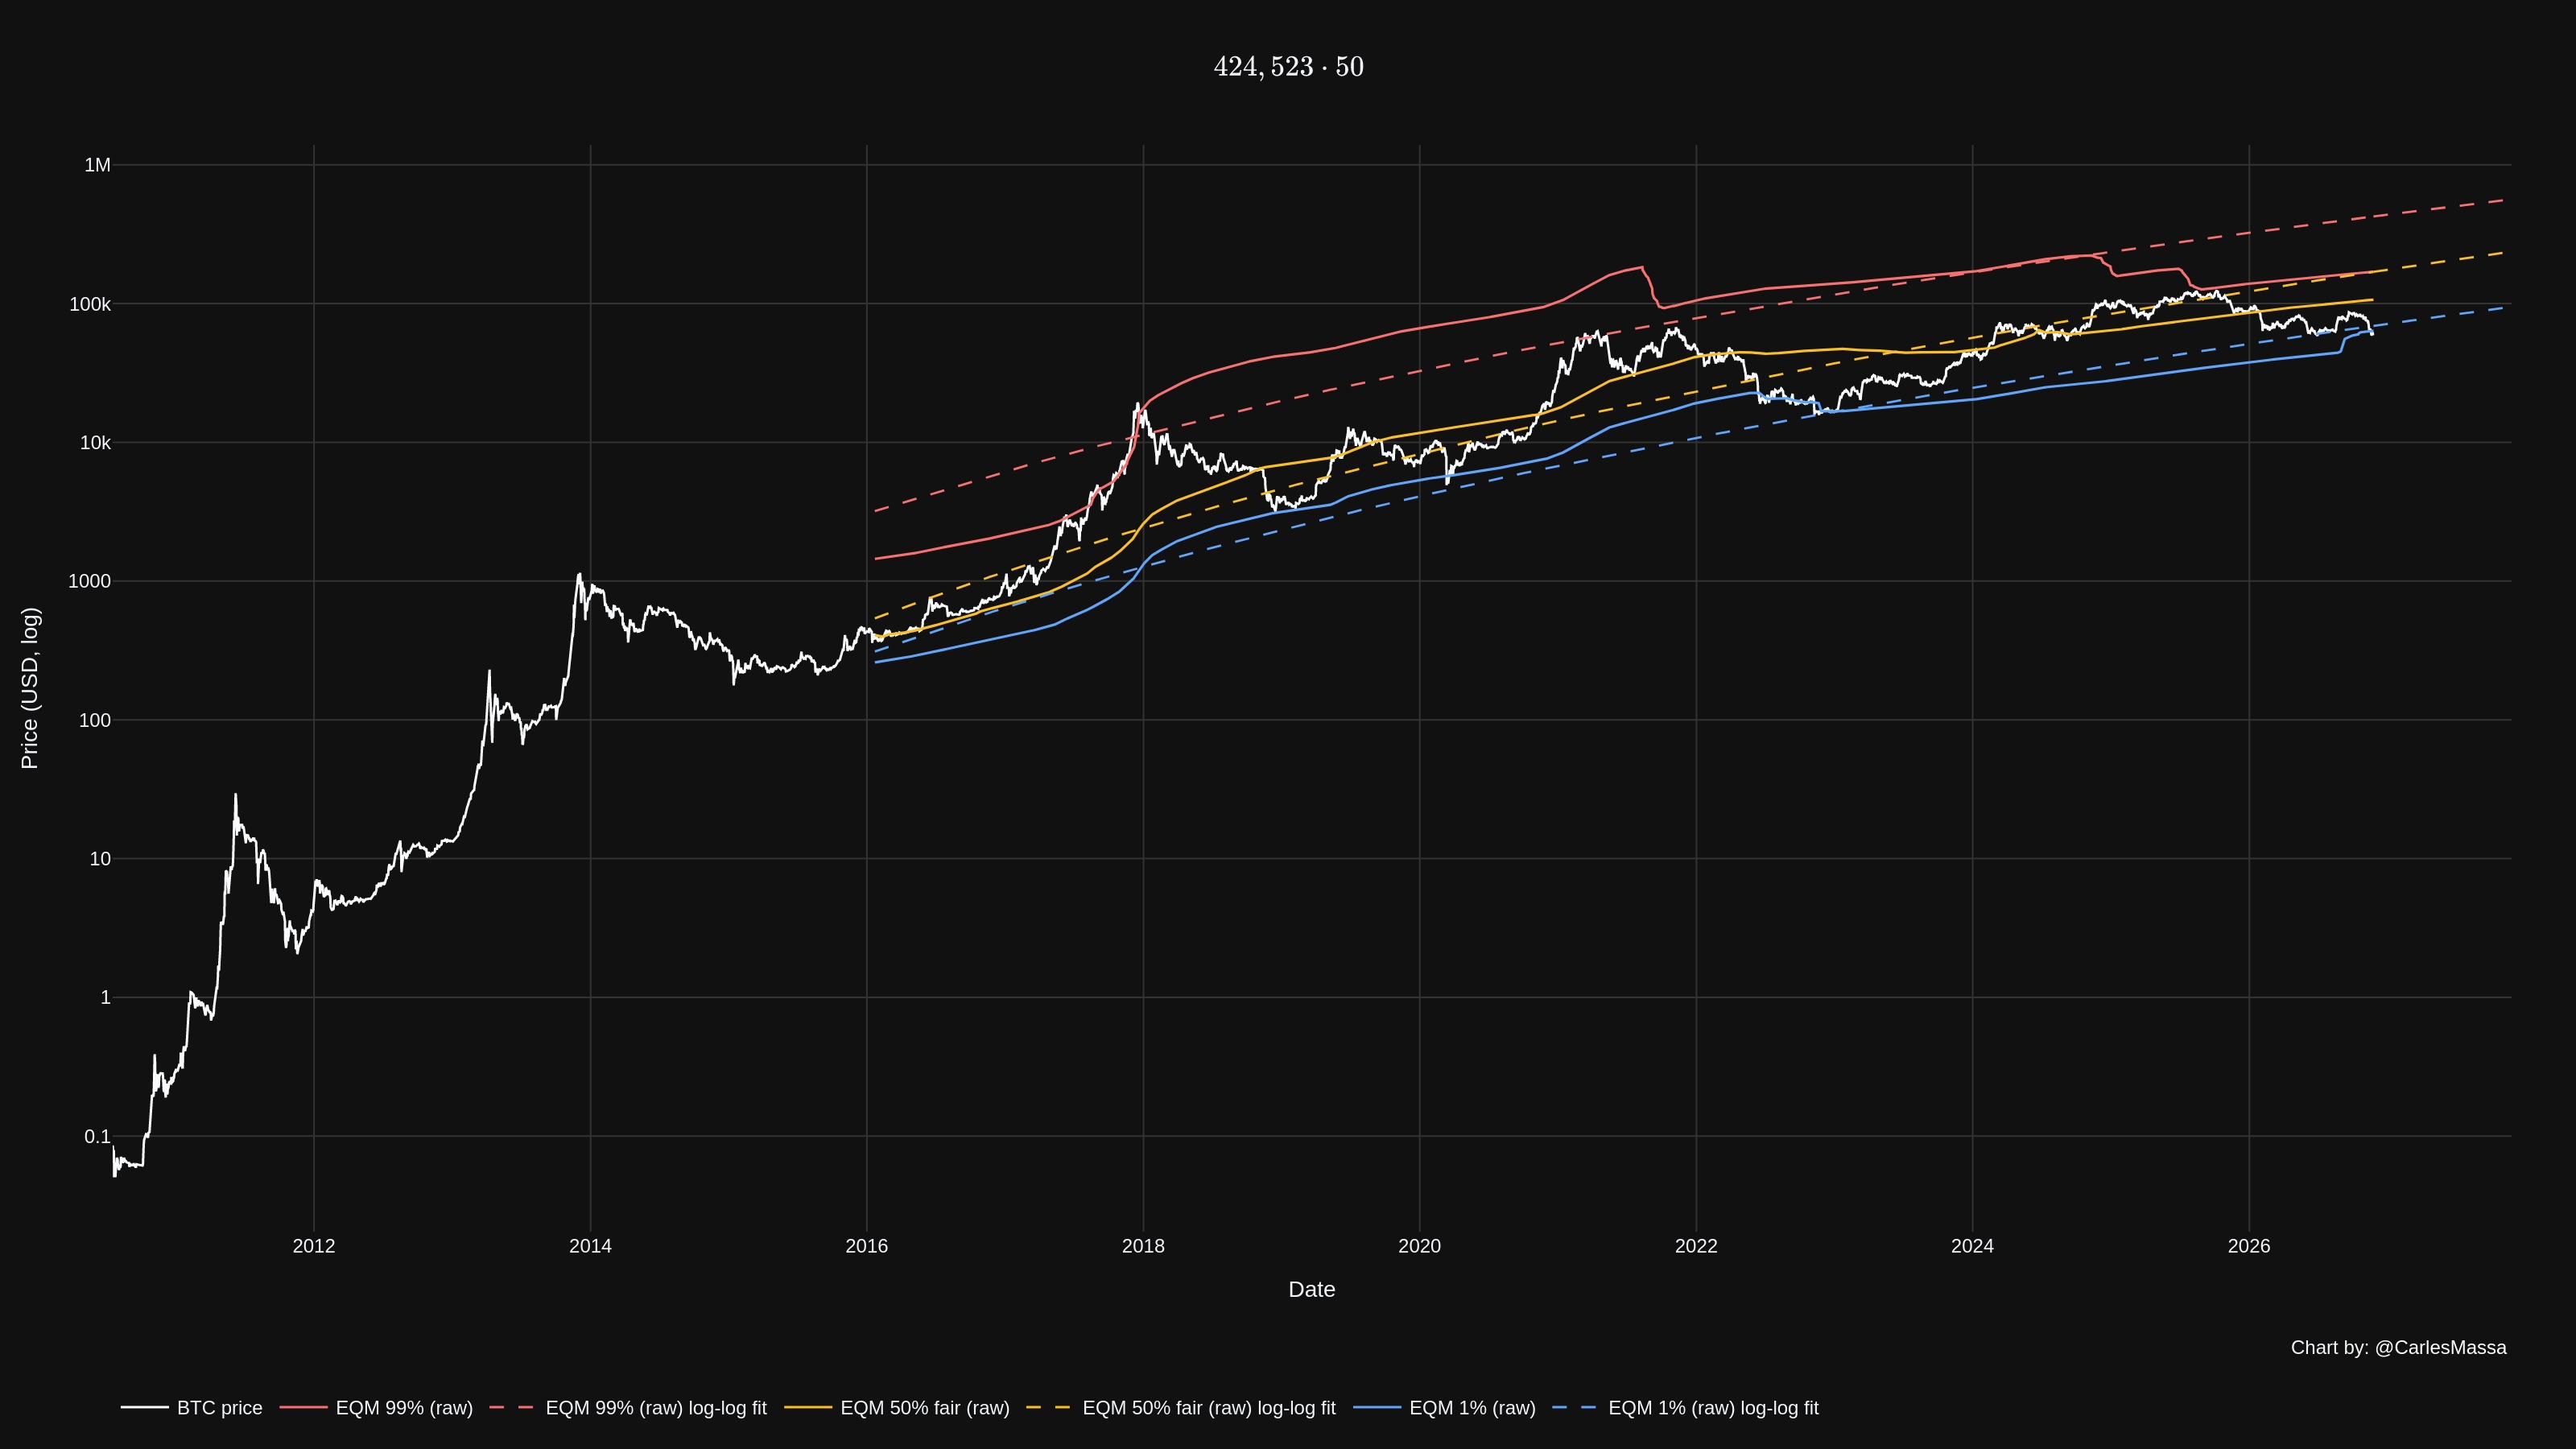 424,523 · 50
1M
100k
10k
1000
100
10
1
0.1
Price (USD, log)
2012 2014 2016 2018 2020 2022 2024 2026
Date
Chart by: @CarlesMassa
BTC price EQM 99% (raw) EQM 99% (raw) log-log fit EQM 50% fair (raw) EQM 50% fair (raw) log-log fit EQM 1% (raw) EQM 1% (raw) log-log fit